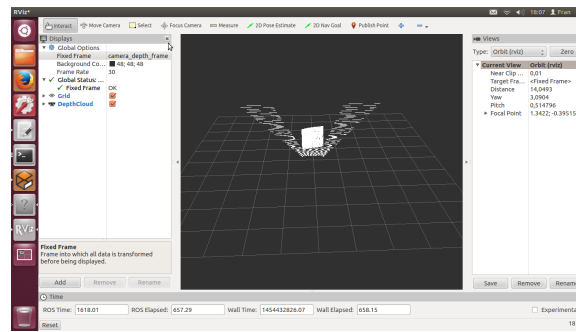 RViz*
18:07 Fran
Interact Move Camera Select Focus Camera Measure 2D Pose Estimate 2D Nav Goal Publish Point
Displays
Global Options
Fixed Frame camera_depth_frame
Background Co... 48; 48; 48
Frame Rate 30
Global Status: ...
Fixed Frame OK
Grid
DepthCloud
Fixed Frame
Frame into which all data is transformed
before being displayed.
Add Remove Rename
Views
Type: Orbit (rviz) Zero
Current View Orbit (rviz)
Near Clip ... 0,01
Target Fra... <Fixed Frame>
Distance 14,0493
Yaw 3,0904
Pitch 0,514796
Focal Point 1.3422; -0.39515
Save Remove Rename
Time
ROS Time: 1618.01 ROS Elapsed: 657.29 Wall Time: 1454432826.07 Wall Elapsed: 658.15 Experimenta
Reset 18
RViz